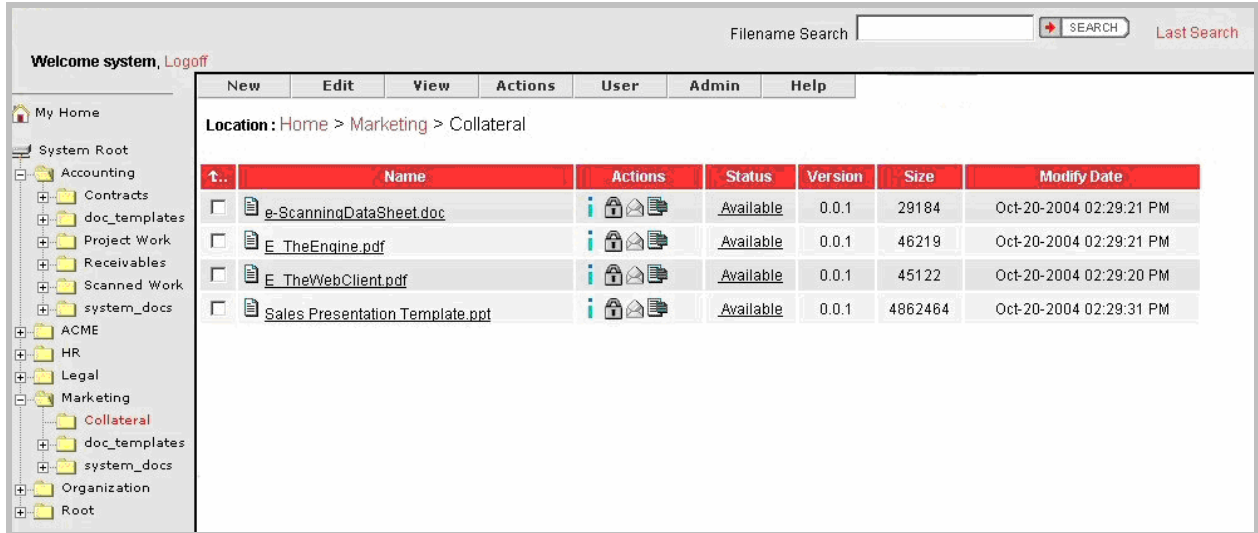 Filename Search SEARCH Last Search
Welcome system, Logoff
New Edit View Actions User Admin Help
My Home
System Root
Accounting
Contracts
doc_templates
Project Work
Receivables
Scanned Work
system_docs
ACME
HR
Legal
Marketing
Collateral
doc_templates
system_docs
Organization
Root
Location : Home > Marketing > Collateral
Name Actions Status Version Size Modify Date
e-ScanningDataSheet.doc Available 0.0.1 29184 Oct-20-2004 02:29:21 PM
E_TheEngine.pdf Available 0.0.1 46219 Oct-20-2004 02:29:21 PM
E_TheWebClient.pdf Available 0.0.1 45122 Oct-20-2004 02:29:20 PM
Sales Presentation Template.ppt Available 0.0.1 4862464 Oct-20-2004 02:29:31 PM